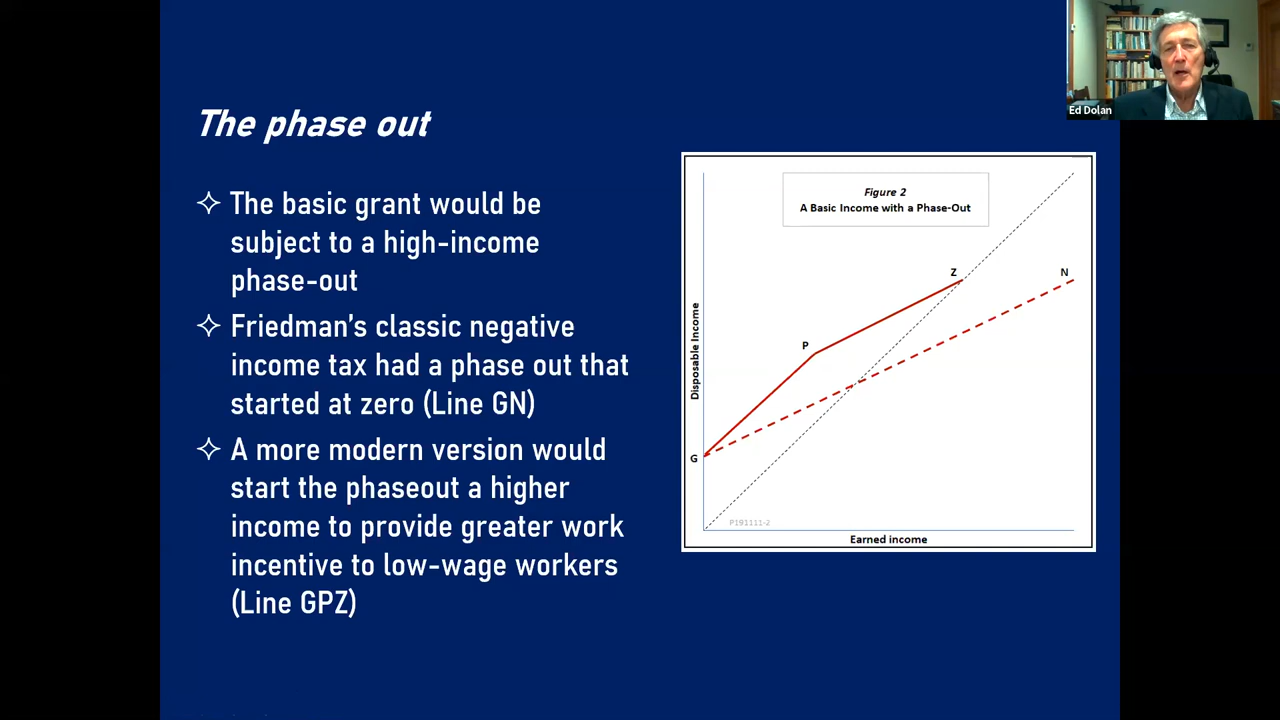 Ed Dolan
The phase out
The basic grant would be
subject to a high-income
phase-out
Friedman's classic negative
income tax had a phase out that
started at zero (Line GN)
A more modern version would
start the phaseout a higher
income to provide greater work
incentive to low-wage workers
(Line GPZ)
Figure 2
A Basic Income with a Phase-Out
Z
N
P
Disposable Income
G
P191111-2
Earned income